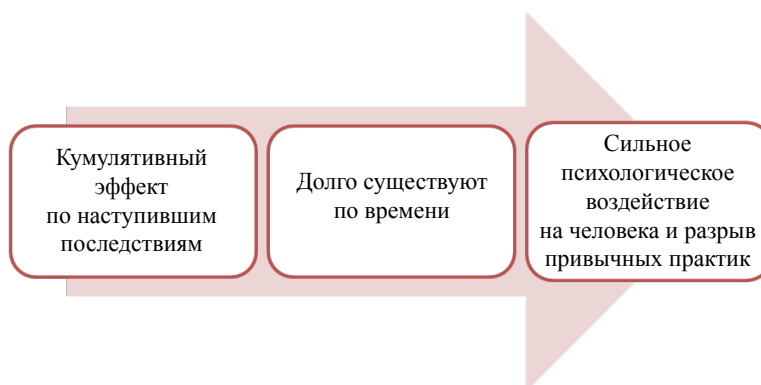 Кумулятивный
эффект
по наступившим
последствиям
Долго существуют
по времени
Сильное
психологическое
воздействие
на человека и разрыв
привычных практик